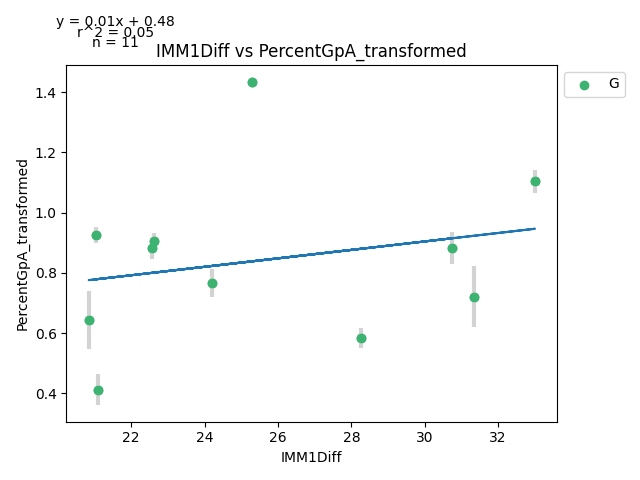 y = 0.01x + 0.48
r^2 = 0.05
n = 11
IMM1Diff vs PercentGpA_transformed
G
PercentGpA_transformed
1.4
1.2
1.0
0.8
0.6
0.4
22 24 26 28 30 32
IMM1Diff